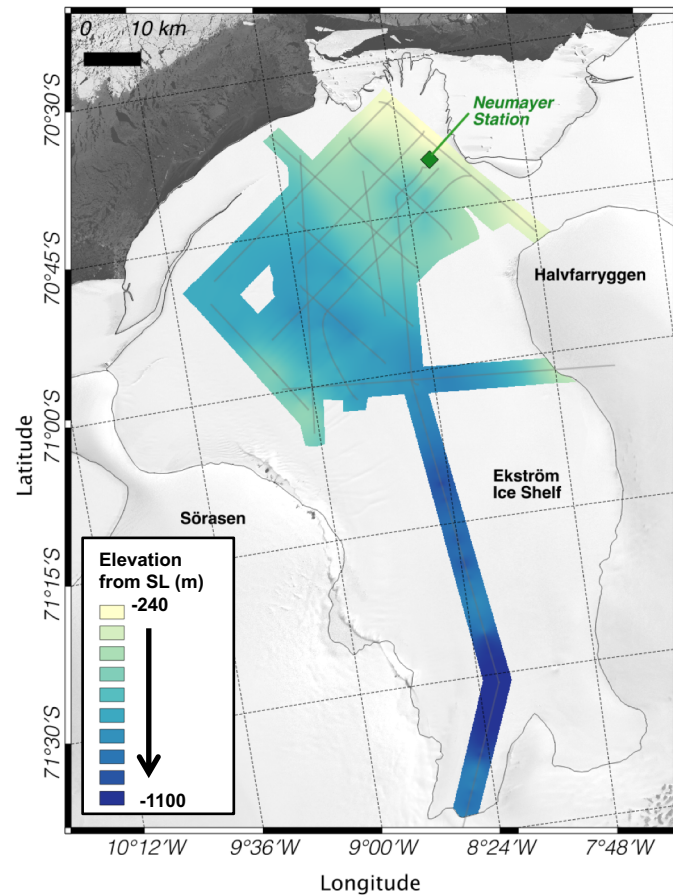 0 10 km
Neumayer
Station
70°30'S
70°45'S
71°00'S
71°15'S
71°30'S
Latitude
Halvfarryggen
Ekström
Ice Shelf
Sörasen
Elevation
from SL (m)
-240
-1100
10°12'W 9°36'W 9°00'W 8°24'W 7°48'W
Longitude